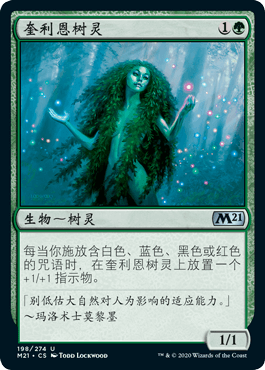 奎利恩树灵 1
生物～树灵 M21
每当你施放含白色、蓝色、黑色或红色
的咒语时，在奎利恩树灵上放置一个
+1/+1 指示物。
「别低估大自然对人为影响的适应能力。」
～玛洛术士莫黎墨
1/1
198/274 U
M21 • CS Todd Lockwood
™ & © 2020 Wizards of the Coast